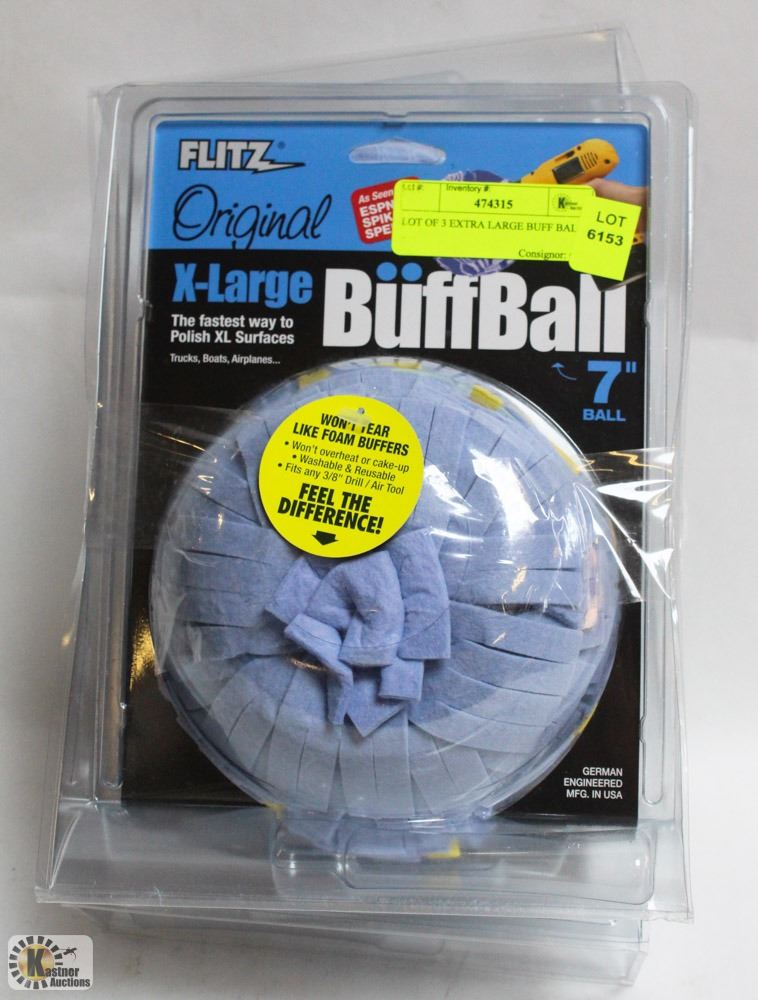 FLITZ
Original
As Seen
ESPN
Lot #:
Inventory #:
474315
LOT OF 3 EXTRA LARGE BUFF
Consignor:
LOT
6153
X-Large
BüffBall
The fastest way to
Polish XL Surfaces
Trucks, Boats, Airplanes...
7"
BALL
WON'T TEAR
LIKE FOAM BUFFERS
• Won't overheat or cake-up
• Washable & Reusable
• Fits any 3/8" Drill / Air Tool
FEEL THE
DIFFERENCE!
GERMAN
ENGINEERED
MFG. IN USA
Kastner
Auctions